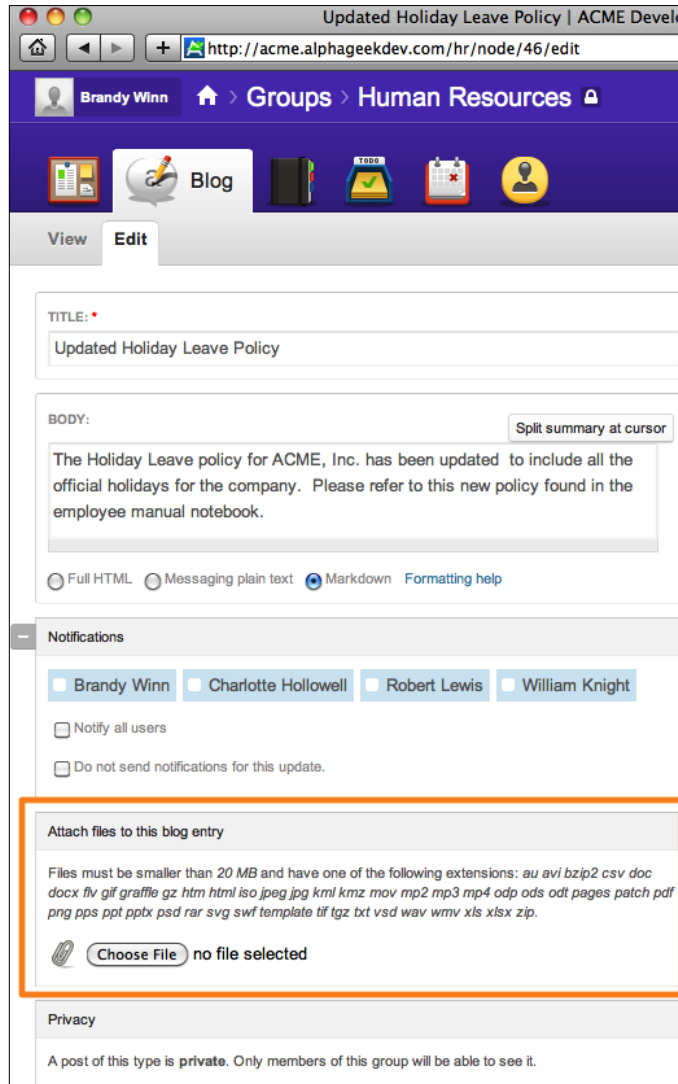 Updated Holiday Leave Policy | ACME Devel
http://acme.alphageekdev.com/hr/node/46/edit
Brandy Winn > Groups > Human Resources
TODO
Blog
View Edit
TITLE: *
Updated Holiday Leave Policy
BODY:
Split summary at cursor
The Holiday Leave policy for ACME, Inc. has been updated to include all the
official holidays for the company. Please refer to this new policy found in the
employee manual notebook.
Full HTML Messaging plain text Markdown Formatting help
Notifications
Brandy Winn Charlotte Hollowell Robert Lewis William Knight
Notify all users
Do not send notifications for this update.
Attach files to this blog entry
Files must be smaller than 20 MB and have one of the following extensions: au avi bzip2 csv doc
docx flv gif graffle gz htm html iso jpeg jpg kml kmz mov mp2 mp3 mp4 odp ods odt pages patch pdf
png pps ppt pptx psd rar svg swf template tif tgz txt vsd wav wmv xls xlsx zip.
Choose File no file selected
Privacy
A post of this type is private. Only members of this group will be able to see it.